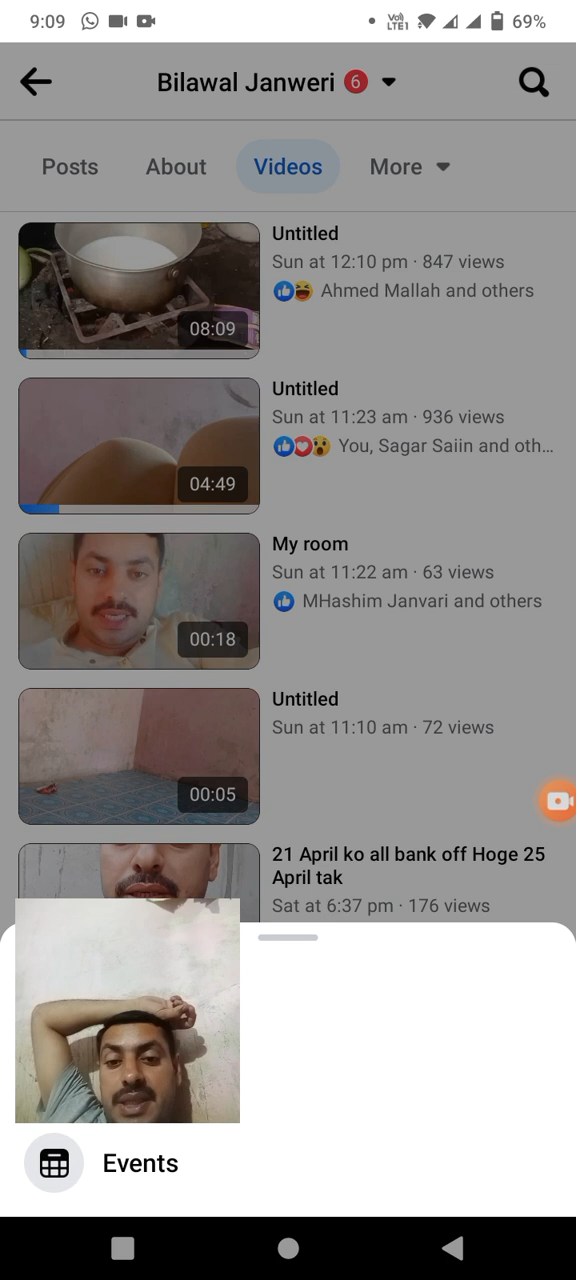 9:09
VoD LTE1
69%
Bilawal Janweri 6
Posts About Videos More
Untitled
Sun at 12:10 pm · 847 views
Ahmed Mallah and others
08:09
Untitled
Sun at 11:23 am · 936 views
You, Sagar Saiin and oth...
04:49
My room
Sun at 11:22 am · 63 views
MHashim Janvari and others
00:18
Untitled
Sun at 11:10 am · 72 views
00:05
21 April ko all bank off Hoge 25
April tak
Sat at 6:37 pm · 176 views
Events